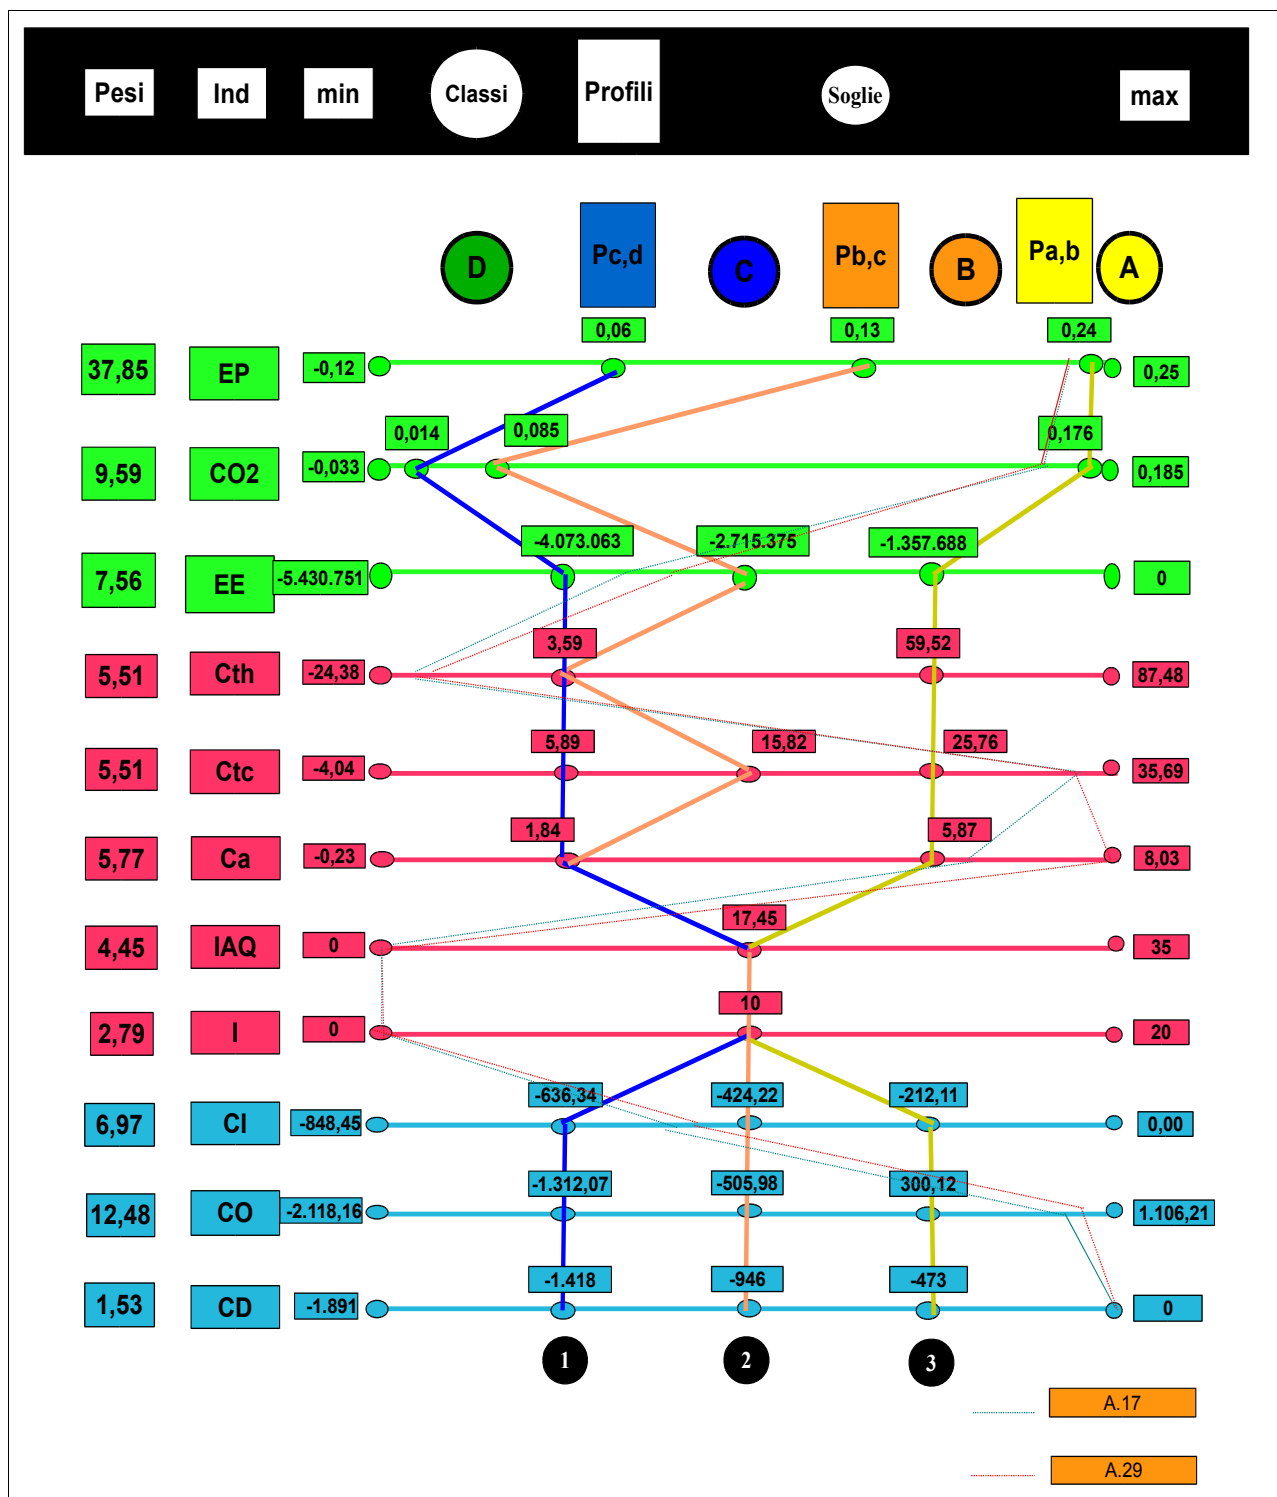 Pesi Ind min Classi Profili Soglie max
D Pc,d C Pb,c B Pa,b A
0,06 0,13 0,24
37,85 EP -0,12 0,25
0,014 0,085 0,176
9,59 CO2 -0,033 0,185
-4.073.063 -2.715.375 -1.357.688
7,56 EE -5.430.751 0
3,59 59,52
5,51 Cth -24,38 87,48
5,89 15,82 25,76
5,51 Ctc -4,04 35,69
1,84 5,87
5,77 Ca -0,23 8,03
17,45
4,45 IAQ 0 35
10
2,79 I 0 20
-636,34 -424,22 -212,11
6,97 CI -848,45 0,00
-1.312,07 -505,98 300,12
12,48 CO -2.118,16 1.106,21
-1.418 -946 -473
1,53 CD -1.891 0
1 2 3
A.17
A.29